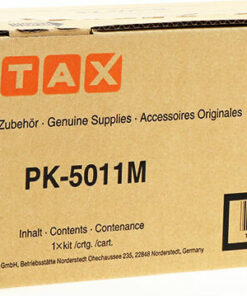 TAX
Zubehör · Genuine Supplies · Accessoires Originales
PK-5011M
Inhalt · Contents · Contenance
1×kit /crtg. /cart.
GmbH, Betriebsstätte Norderstedt Ohechaussee 235, 22848 Norderstedt, Germany